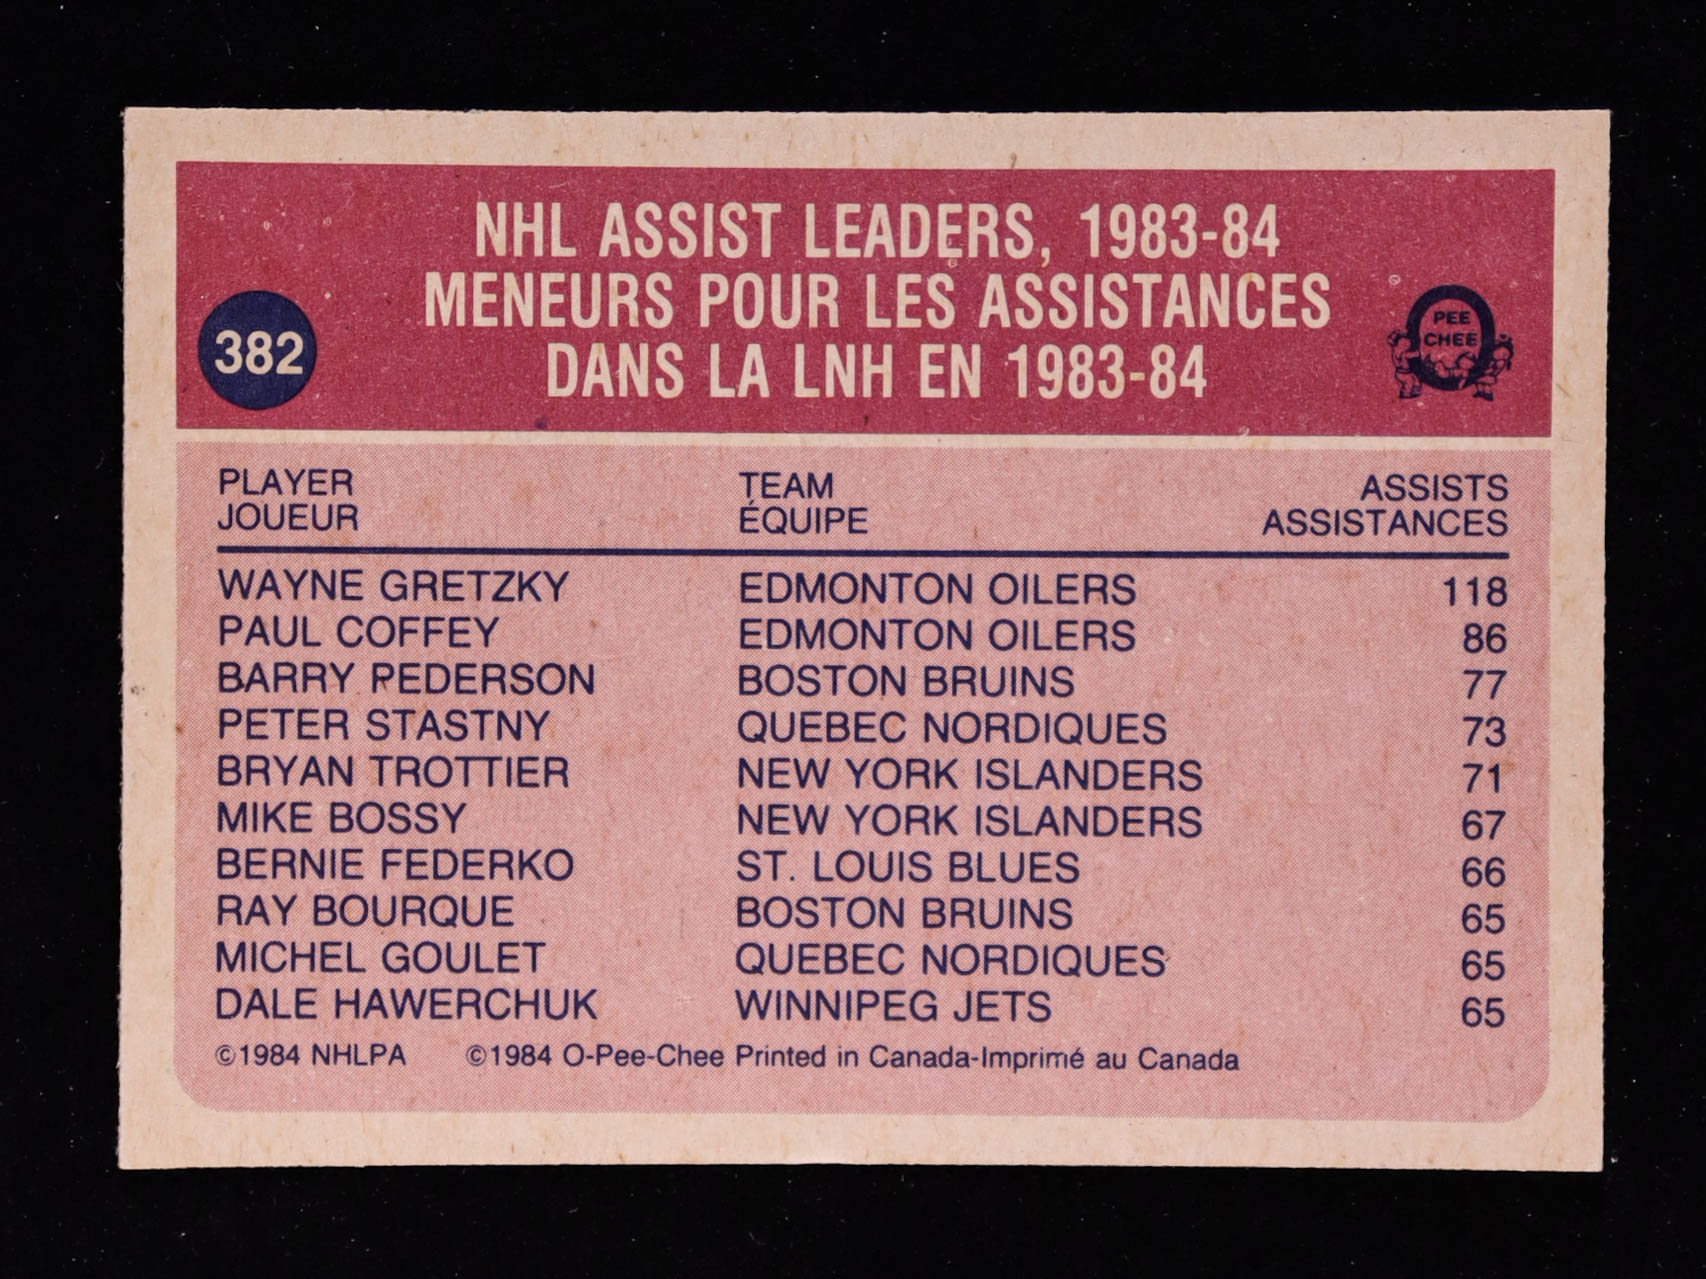 NHL ASSIST LEADERS, 1983-84
MENEURS POUR LES ASSISTANCES
DANS LA LNH EN 1983-84
382
PEE
CHEE
PLAYER TEAM ASSISTS
JOUEUR ÉQUIPE ASSISTANCES
WAYNE GRETZKY EDMONTON OILERS 118
PAUL COFFEY EDMONTON OILERS 86
BARRY PEDERSON BOSTON BRUINS 77
PETER STASTNY QUEBEC NORDIQUES 73
BRYAN TROTTIER NEW YORK ISLANDERS 71
MIKE BOSSY NEW YORK ISLANDERS 67
BERNIE FEDERKO ST. LOUIS BLUES 66
RAY BOURQUE BOSTON BRUINS 65
MICHEL GOULET QUEBEC NORDIQUES 65
DALE HAWERCHUK WINNIPEG JETS 65
©1984 NHLPA ©1984 O-Pee-Chee Printed in Canada-Imprimé au Canada